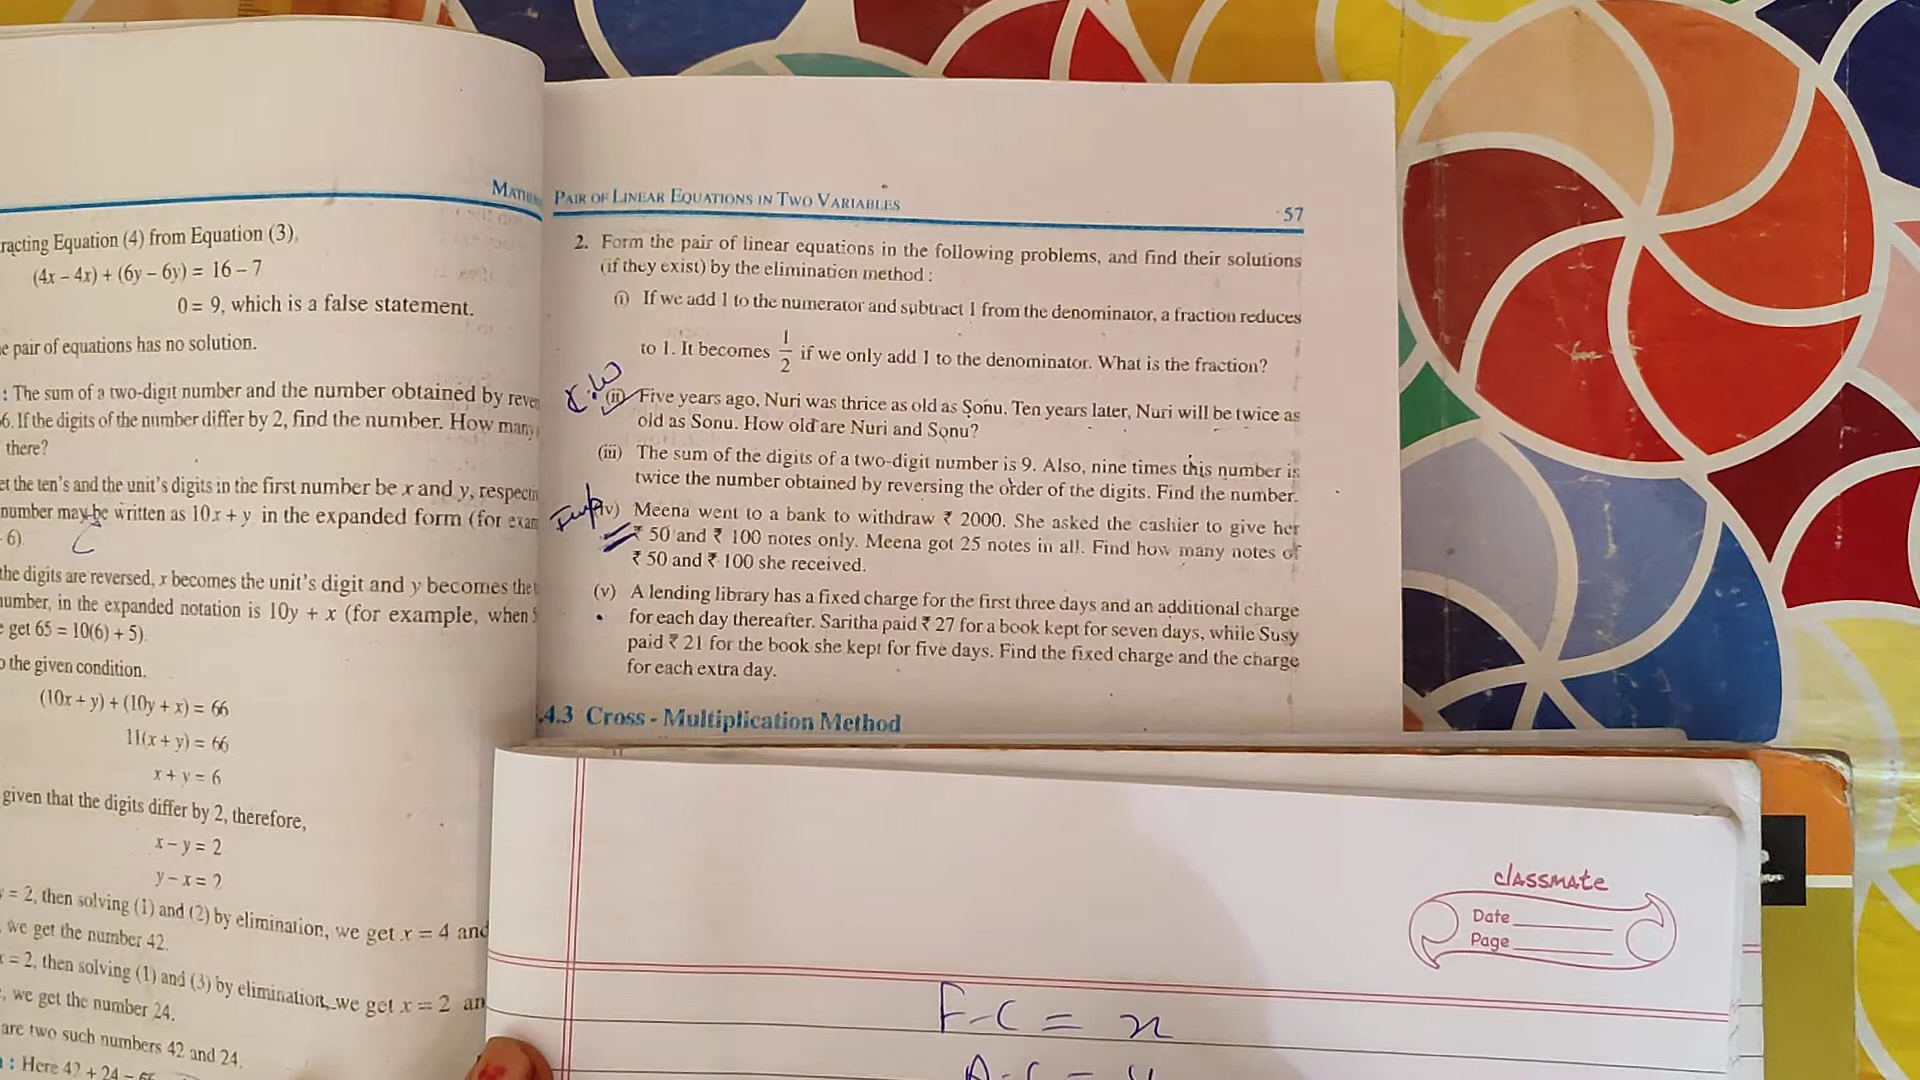 racting Equation (4) from Equation (3),
(4x – 4x) + (6y – 6y) = 16 – 7
0 = 9, which is a false statement.
e pair of equations has no solution.
: The sum of a two-digit number and the number obtained by rever
6. If the digits of the number differ by 2, find the number. How many
there?
et the ten's and the unit's digits in the first number be x and y, respecti
number may be written as 10x + y in the expanded form (for exam
6).
the digits are reversed, x becomes the unit's digit and y becomes the
number, in the expanded notation is 10y + x (for example, when 5
get 65 = 10(6) + 5).
o the given condition.
(10x + y) + (10y + x) = 66
11(x + y) = 66
x + y = 6
given that the digits differ by 2, therefore,
x – y = 2
y – x = 2
= 2, then solving (1) and (2) by elimination, we get x = 4 and
we get the number 42.
= 2, then solving (1) and (3) by elimination, we get x = 2 an
, we get the number 24.
are two such numbers 42 and 24.
: Here 42 + 24 = 66
PAIR OF LINEAR EQUATIONS IN TWO VARIABLES
57
2. Form the pair of linear equations in the following problems, and find their solutions
(if they exist) by the elimination method :
(i) If we add 1 to the numerator and subtract 1 from the denominator, a fraction reduces
to 1. It becomes 1/2 if we only add 1 to the denominator. What is the fraction?
(ii) Five years ago, Nuri was thrice as old as Sonu. Ten years later, Nuri will be twice as
old as Sonu. How old are Nuri and Sonu?
(iii) The sum of the digits of a two-digit number is 9. Also, nine times this number is
twice the number obtained by reversing the order of the digits. Find the number.
Imp
(iv) Meena went to a bank to withdraw ₹ 2000. She asked the cashier to give her
₹ 50 and ₹ 100 notes only. Meena got 25 notes in all. Find how many notes of
₹ 50 and ₹ 100 she received.
(v) A lending library has a fixed charge for the first three days and an additional charge
for each day thereafter. Saritha paid ₹ 27 for a book kept for seven days, while Susy
paid ₹ 21 for the book she kept for five days. Find the fixed charge and the charge
for each extra day.
.4.3 Cross - Multiplication Method
classmate
Date
Page
F-C = x
A-C = y